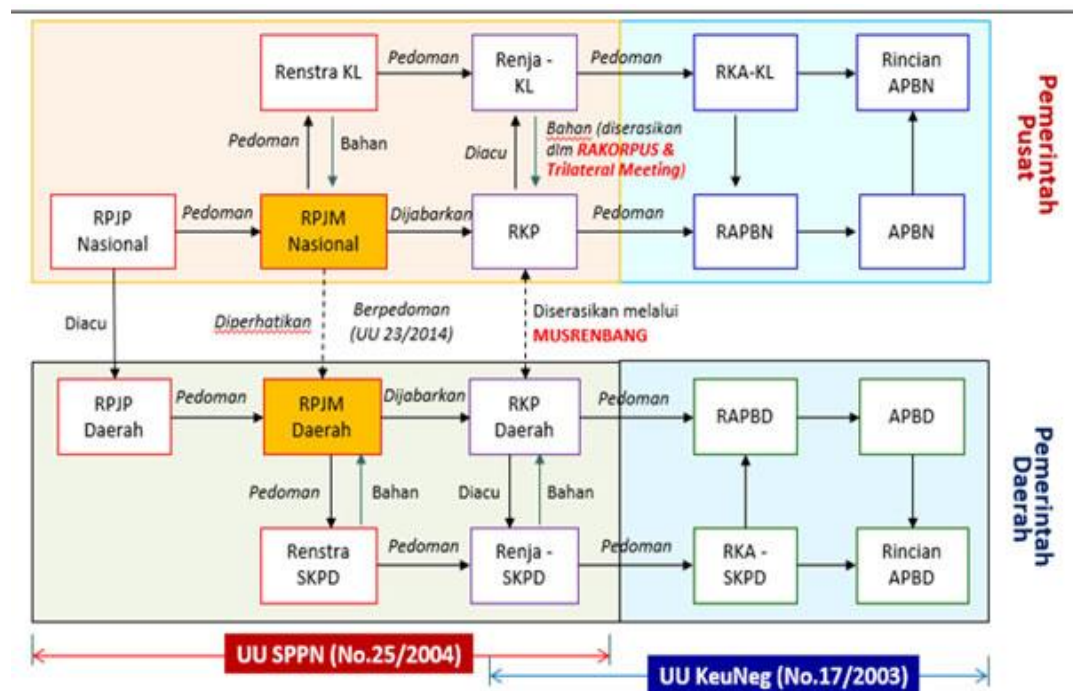 Renstra KL
Pedoman
Renja -
KL
Pedoman
RKA-KL
Rincian
APBN
Pedoman
Bahan
Diacu
Bahan (diserasikan
dlm RAKORPUS &
Trilateral Meeting)
RPJP
Nasional
Pedoman
RPJM
Nasional
Dijabarkan
RKP
Pedoman
RAPBN
APBN
Pemerintah
Pusat
Diacu
Diperhatikan
Berpedoman
(UU 23/2014)
Diserasikan melalui
MUSRENBANG
RPJP
Daerah
Pedoman
RPJM
Daerah
Dijabarkan
RKP
Daerah
Pedoman
RAPBD
APBD
Pedoman
Bahan
Diacu
Bahan
Renstra
SKPD
Pedoman
Renja -
SKPD
Pedoman
RKA -
SKPD
Rincian
APBD
Pemerintah
Daerah
UU SPPN (No.25/2004)
UU KeuNeg (No.17/2003)